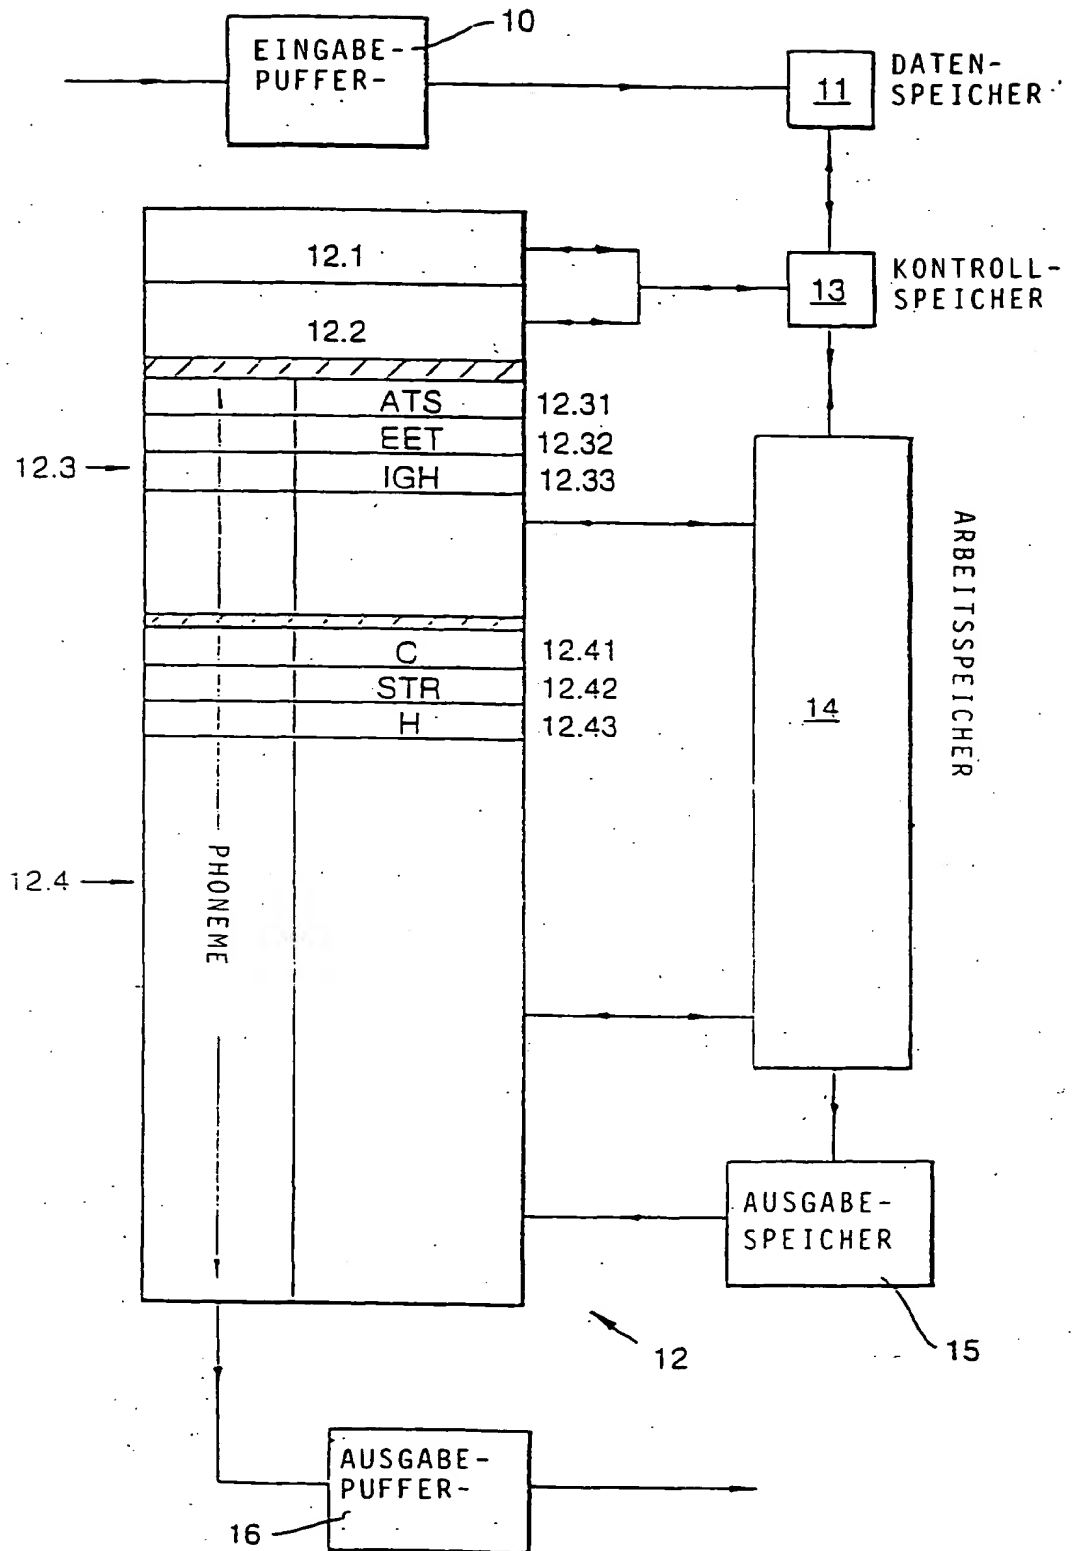 10
EINGABE-
PUFFER-
11
DATEN-
SPEICHER
12.1
12.2
13
KONTROLL-
SPEICHER
ATS 12.31
EET 12.32
12.3
IGH 12.33
ARBEITSSPEICHER
C 12.41
STR 12.42
H 12.43
14
PHONEME
12.4
AUSGABE-
SPEICHER
15
12
AUSGABE-
PUFFER-
16